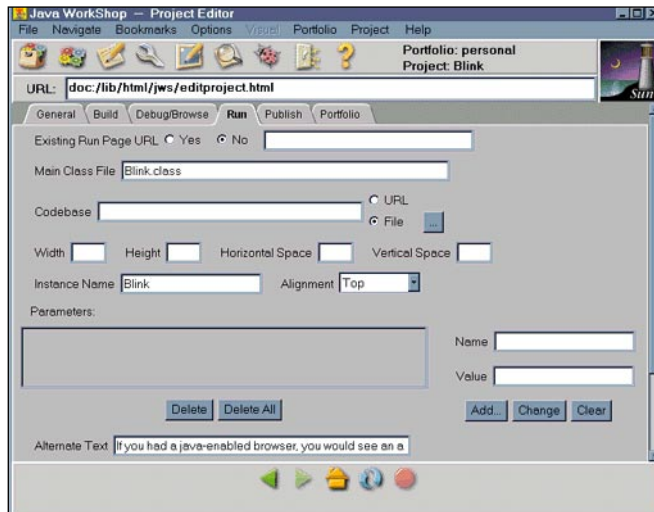 Java WorkShop — Project Editor
File Navigate Bookmarks Options Visual Portfolio Project Help
Portfolio: personal
Project: Blink
URL: doc:/lib/html/jws/editproject.html
Sun
General Build Debug/Browse Run Publish Portfolio
Existing Run Page URL Yes No
Main Class File Blink.class
Codebase URL
File ...
Width Height Horizontal Space Vertical Space
Instance Name Blink Alignment Top
Parameters:
Name
Value
Delete Delete All Add... Change Clear
Alternate Text If you had a java-enabled browser, you would see an a